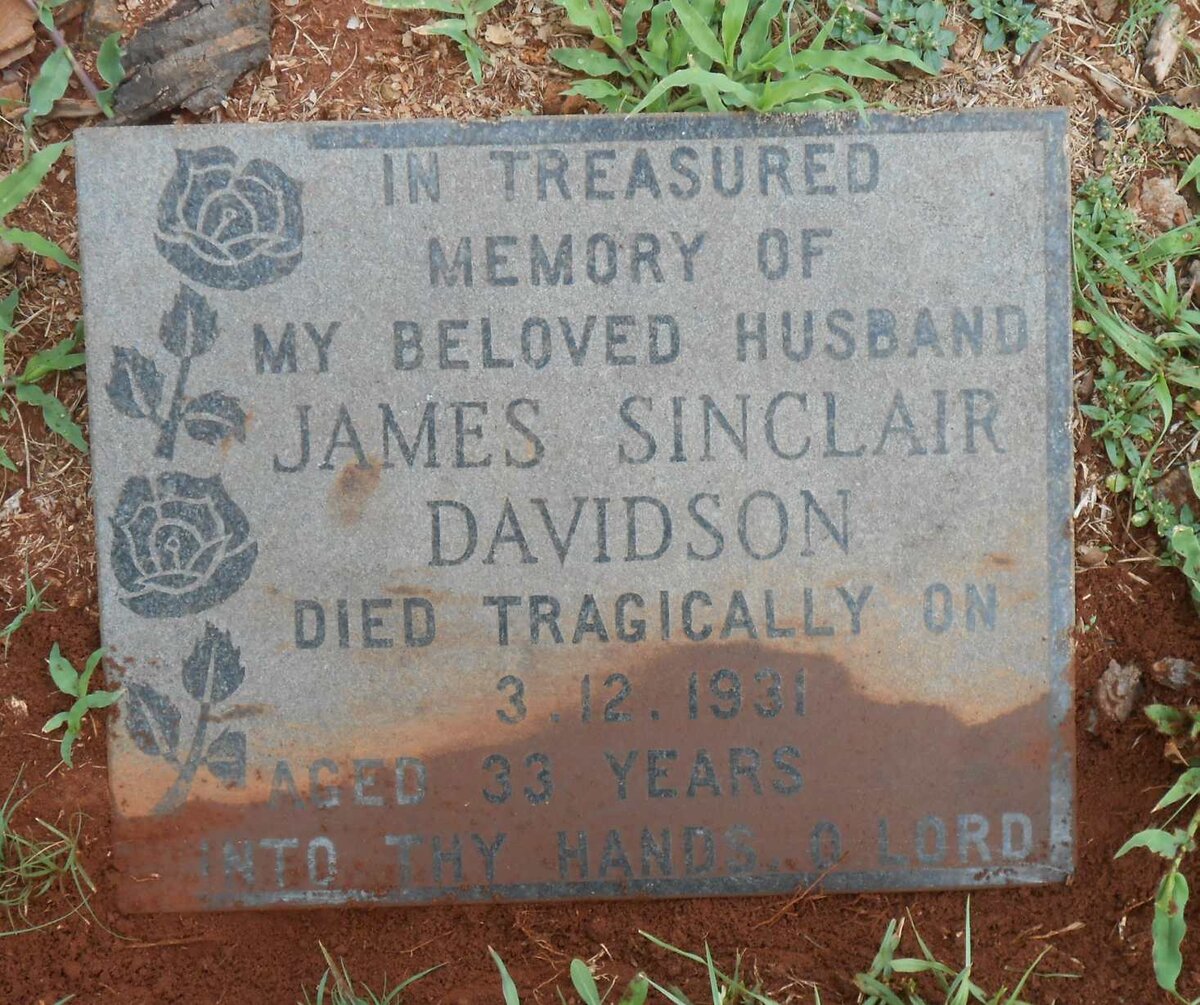 IN TREASURED
MEMORY OF
MY BELOVED HUSBAND
JAMES SINCLAIR
DAVIDSON
DIED TRAGICALLY ON
3.12.1931
AGED 33 YEARS
INTO THY HANDS, O LORD